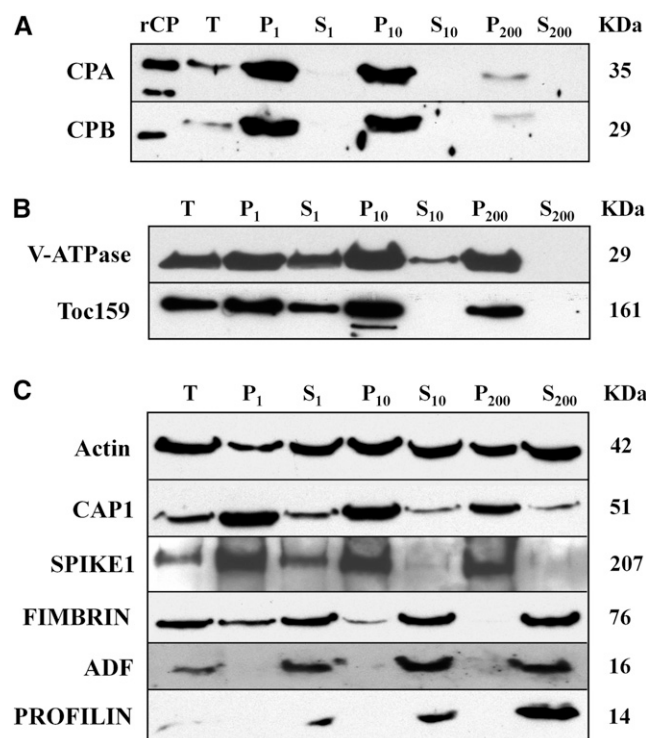 A rCP T P1 S1 P10 S10 P200 S200 KDa
CPA 35
CPB 29
B T P1 S1 P10 S10 P200 S200 KDa
V-ATPase 29
Toc159 161
C T P1 S1 P10 S10 P200 S200 KDa
Actin 42
CAP1 51
SPIKE1 207
FIMBRIN 76
ADF 16
PROFILIN 14